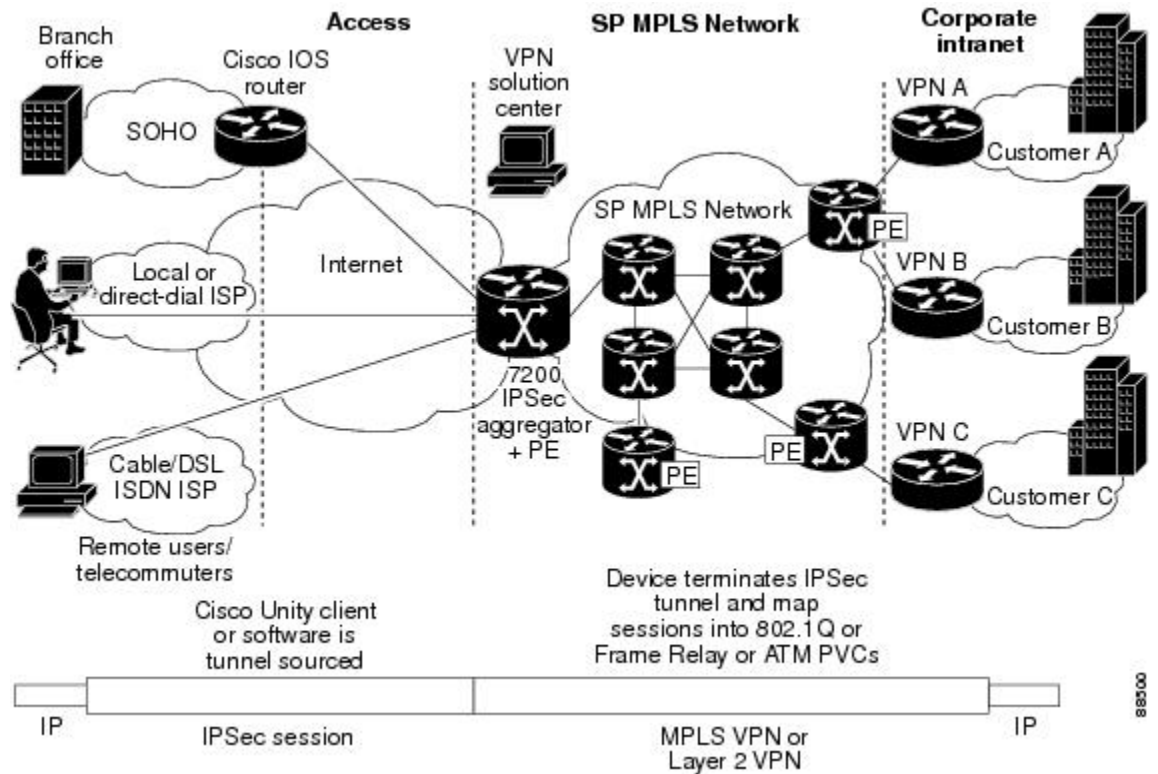 Branch
office
Access
SP MPLS Network
Corporate
intranet
Cisco IOS
router
VPN
solution
center
VPN A
SOHO
Customer A
SP MPLS Network
PE
Internet
Local or
direct-dial ISP
VPN B
Customer B
7200
IPSec
aggregator
+ PE
VPN C
PE
PE
Cable/DSL
ISDN ISP
Customer C
Remote users/
telecommuters
Cisco Unity client
or software is
tunnel sourced
Device terminates IPSec
tunnel and map
sessions into 802.1Q or
Frame Relay or ATM PVCs
IP
IPSec session
MPLS VPN or
Layer 2 VPN
IP
88500